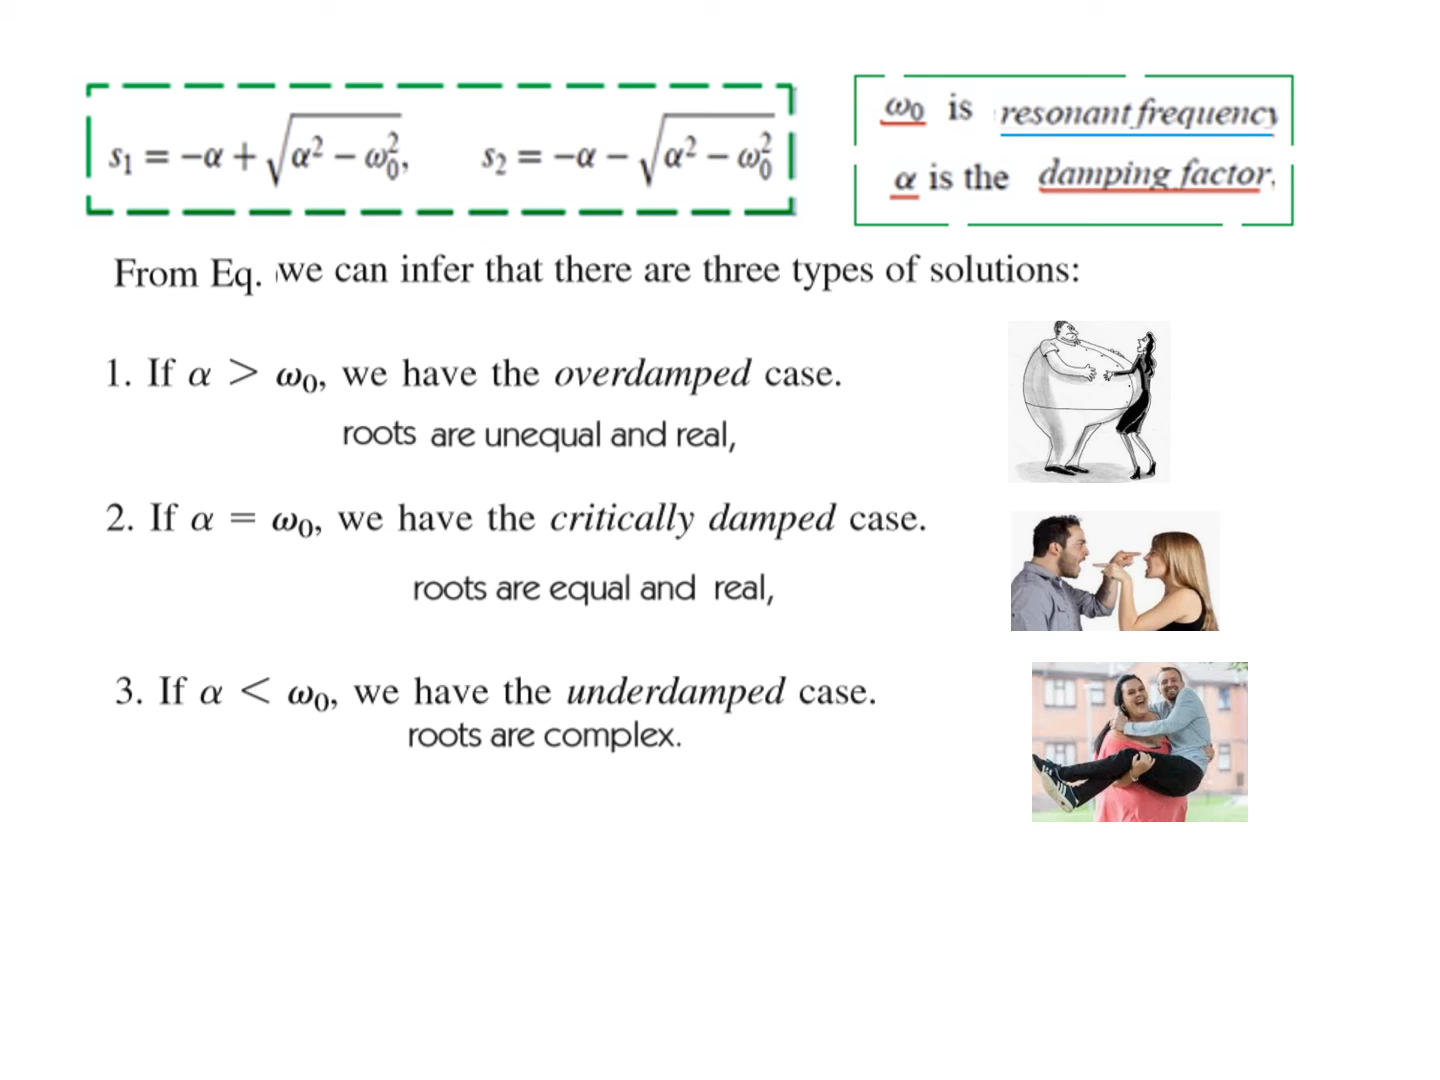 s₁ = −α + √(α² − ω₀²), s₂ = −α − √(α² − ω₀²)
ω₀ is resonant frequency
α is the damping factor.
From Eq. we can infer that there are three types of solutions:
1. If α > ω₀, we have the overdamped case.
roots are unequal and real,
2. If α = ω₀, we have the critically damped case.
roots are equal and real,
3. If α < ω₀, we have the underdamped case.
roots are complex.